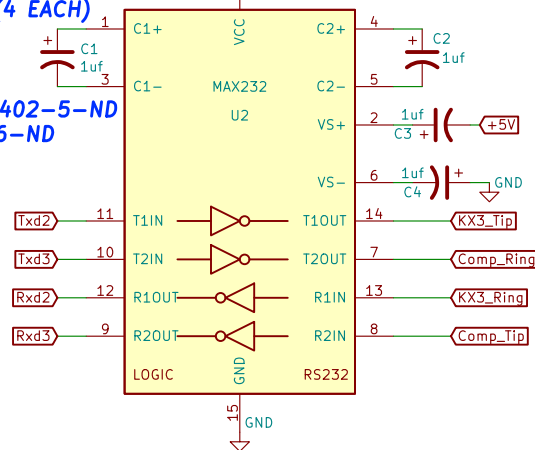 (4 EACH)
1 C1+ VCC C2+ 4
+ C1 1uf
+ C2 1uf
3 C1- MAX232 C2- 5
402-5-ND
U2
6-ND
VS+ 2 1uf C3 + +5V
VS- 6 1uf C4 + GND
Txd2 11 T1IN T1OUT 14 KX3_Tip
Txd3 10 T2IN T2OUT 7 Comp_Ring
Rxd2 12 R1OUT R1IN 13 KX3_Ring
Rxd3 9 R2OUT R2IN 8 Comp_Tip
LOGIC GND RS232
15 GND